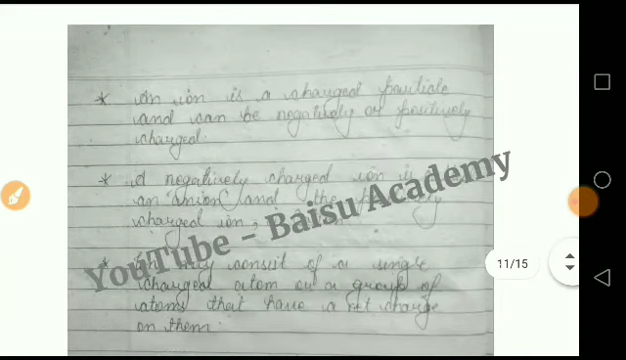 * An ion is a charged particle
and can be negatively or positively
charged.
* A negatively charged ion is
an 'anion' and the
charged ion,
* may consist of a single
charged atom or a group of
atoms that have a net charge
on them.
YouTube – Baisu Academy
11/15